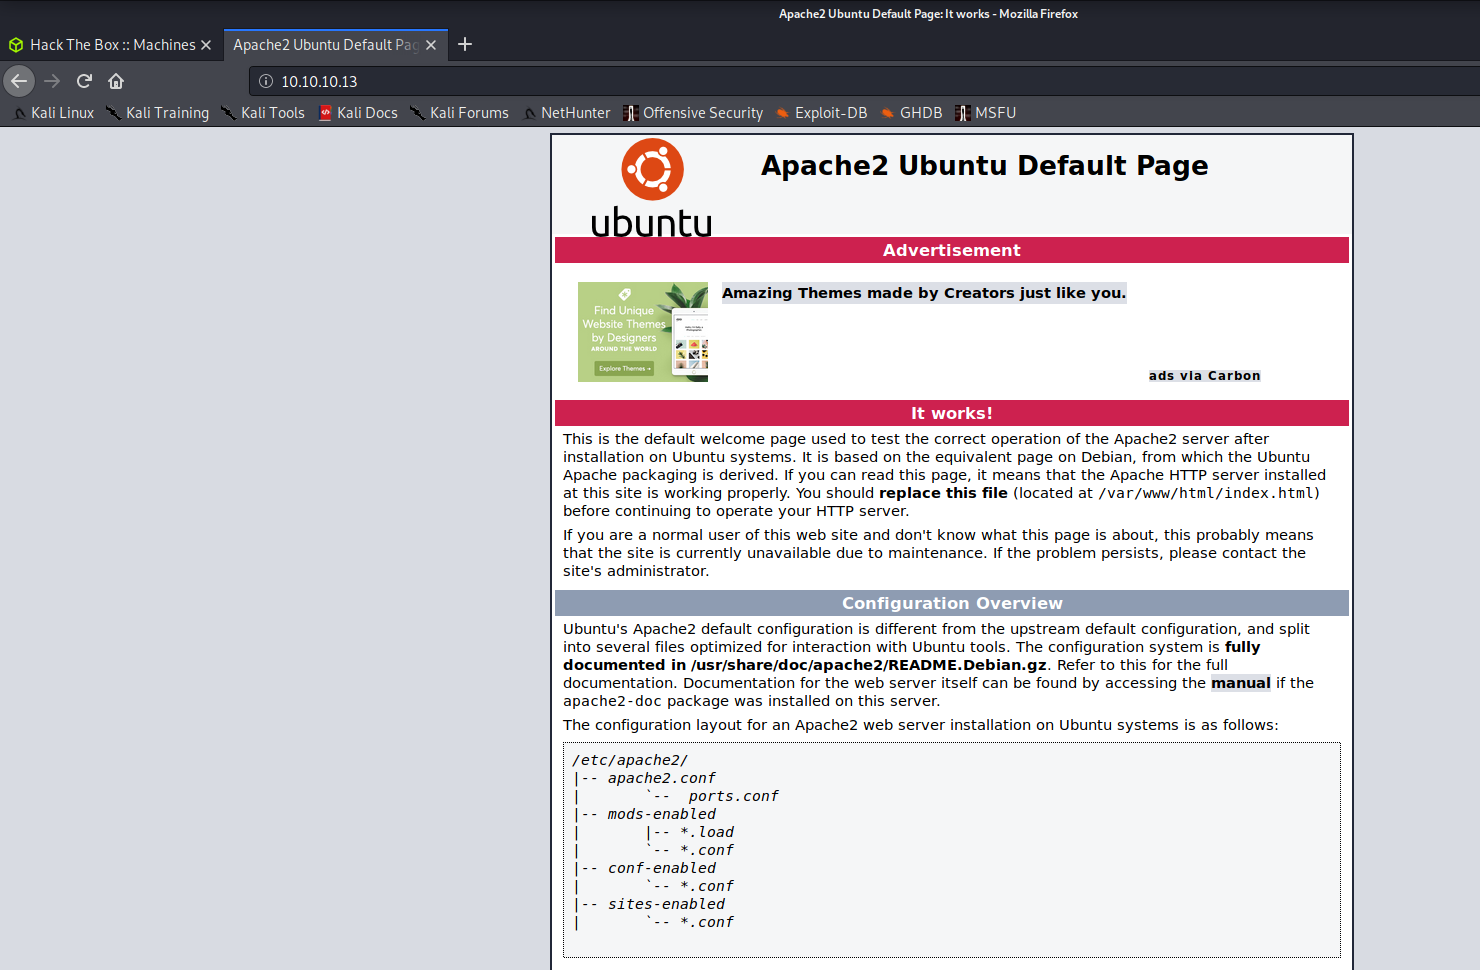 Apache2 Ubuntu Default Page: It works - Mozilla Firefox
Hack The Box :: Machines
Apache2 Ubuntu Default Pag
10.10.10.13
Kali Linux Kali Training Kali Tools Kali Docs Kali Forums NetHunter Offensive Security Exploit-DB GHDB MSFU
ubuntu
Apache2 Ubuntu Default Page
Advertisement
Find Unique
Website Themes
by Designers
AROUND THE WORLD
Explore Themes
Amazing Themes made by Creators just like you.
ads via Carbon
It works!
This is the default welcome page used to test the correct operation of the Apache2 server after
installation on Ubuntu systems. It is based on the equivalent page on Debian, from which the Ubuntu
Apache packaging is derived. If you can read this page, it means that the Apache HTTP server installed
at this site is working properly. You should replace this file (located at /var/www/html/index.html)
before continuing to operate your HTTP server.
If you are a normal user of this web site and don't know what this page is about, this probably means
that the site is currently unavailable due to maintenance. If the problem persists, please contact the
site's administrator.
Configuration Overview
Ubuntu's Apache2 default configuration is different from the upstream default configuration, and split
into several files optimized for interaction with Ubuntu tools. The configuration system is fully
documented in /usr/share/doc/apache2/README.Debian.gz. Refer to this for the full
documentation. Documentation for the web server itself can be found by accessing the manual if the
apache2-doc package was installed on this server.
The configuration layout for an Apache2 web server installation on Ubuntu systems is as follows:
/etc/apache2/
|-- apache2.conf
|       `--  ports.conf
|-- mods-enabled
|       |-- *.load
|       `-- *.conf
|-- conf-enabled
|       `-- *.conf
|-- sites-enabled
|       `-- *.conf